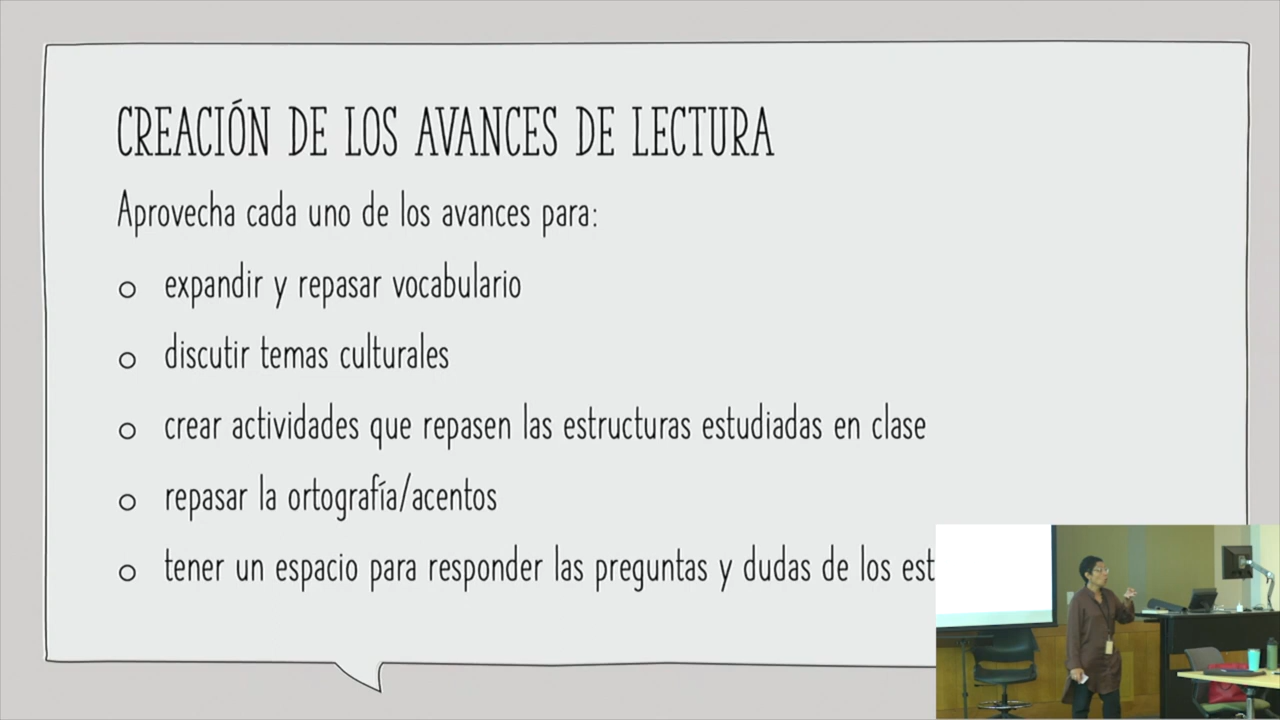 CREACIÓN DE LOS AVANCES DE LECTURA
Aprovecha cada uno de los avances para:
o expandir y repasar vocabulario
o discutir temas culturales
o crear actividades que repasen las estructuras estudiadas en clase
o repasar la ortografía/acentos
o tener un espacio para responder las preguntas y dudas de los